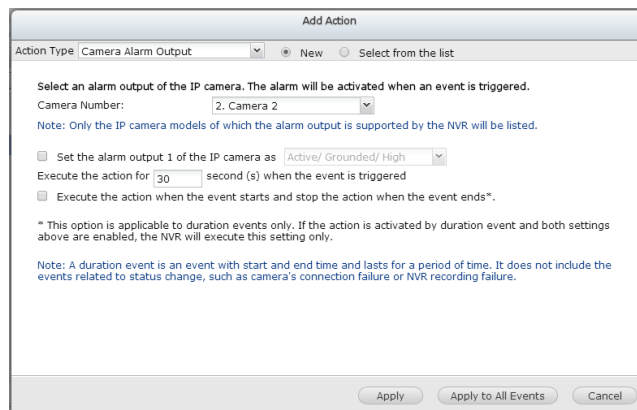 Add Action
Action Type Camera Alarm Output New Select from the list
Select an alarm output of the IP camera. The alarm will be activated when an event is triggered.
Camera Number: 2. Camera 2
Note: Only the IP camera models of which the alarm output is supported by the NVR will be listed.
Set the alarm output 1 of the IP camera as Active/ Grounded/ High
Execute the action for 30 second (s) when the event is triggered
Execute the action when the event starts and stop the action when the event ends*.
* This option is applicable to duration events only. If the action is activated by duration event and both settings
above are enabled, the NVR will execute this setting only.
Note: A duration event is an event with start and end time and lasts for a period of time. It does not include the
events related to status change, such as camera's connection failure or NVR recording failure.
Apply Apply to All Events Cancel